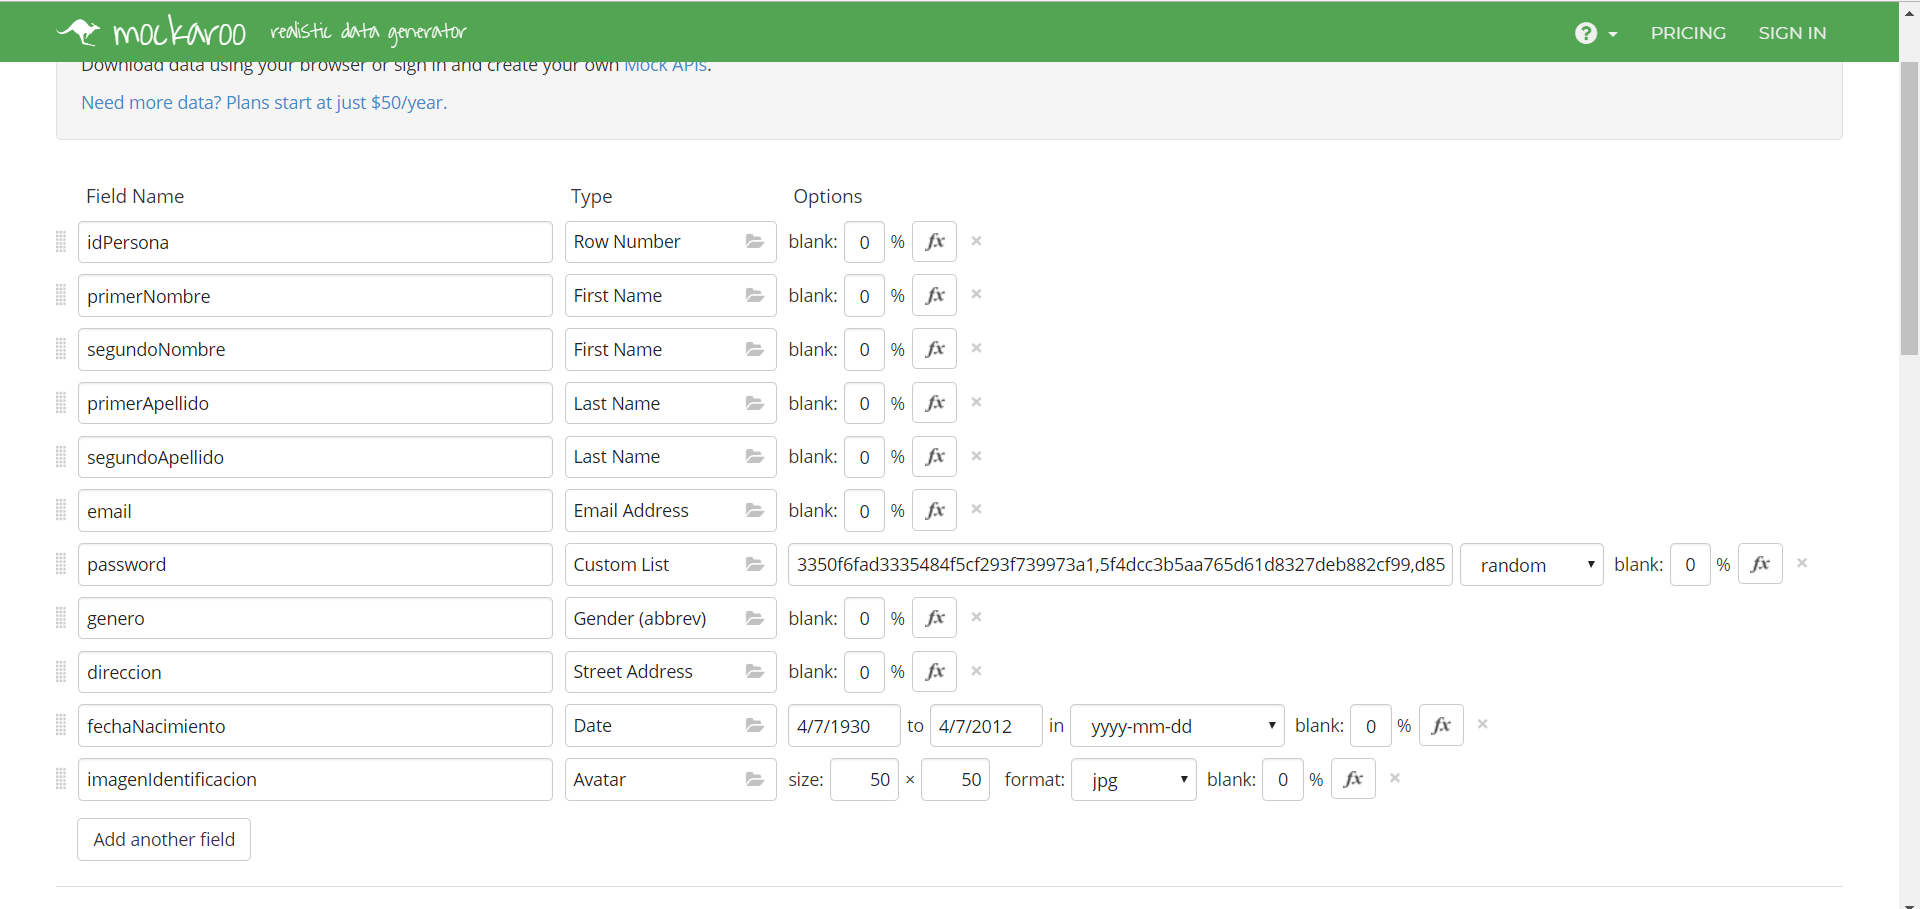 mockaroo realistic data generator ? PRICING SIGN IN
Download data using your browser or sign in and create your own Mock APIs.
Need more data? Plans start at just $50/year.
Field Name Type Options
idPersona Row Number blank: 0 % fx ×
primerNombre First Name blank: 0 % fx ×
segundoNombre First Name blank: 0 % fx ×
primerApellido Last Name blank: 0 % fx ×
segundoApellido Last Name blank: 0 % fx ×
email Email Address blank: 0 % fx ×
password Custom List 3350f6fad3335484f5cf293f739973a1,5f4dcc3b5aa765d61d8327deb882cf99,d85 random blank: 0 % fx ×
genero Gender (abbrev) blank: 0 % fx ×
direccion Street Address blank: 0 % fx ×
fechaNacimiento Date 4/7/1930 to 4/7/2012 in yyyy-mm-dd blank: 0 % fx ×
imagenIdentificacion Avatar size: 50 × 50 format: jpg blank: 0 % fx ×
Add another field